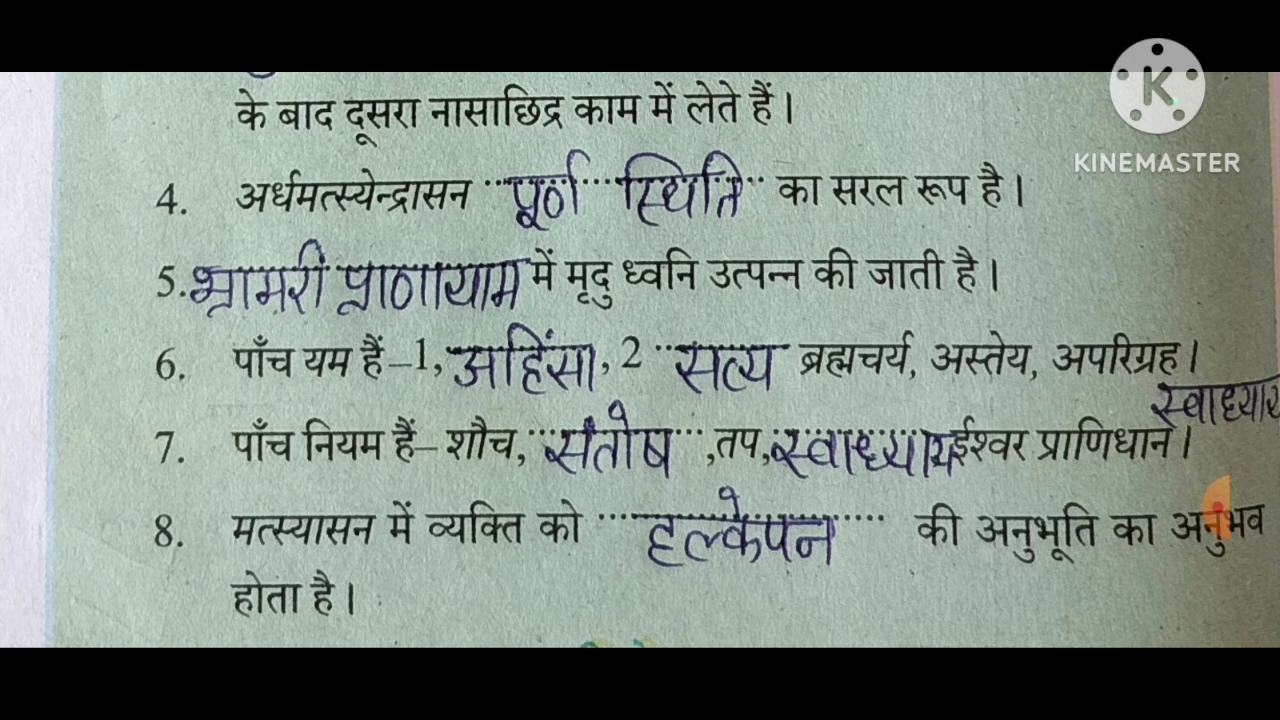 K
KINEMASTER
के बाद दूसरा नासाछिद्र काम में लेते हैं।
4. अर्धमत्स्येन्द्रासन ...पूर्ण... स्थिति... का सरल रूप है।
5. भ्रामरी प्राणायाम में मृदु ध्वनि उत्पन्न की जाती है।
6. पाँच यम हैं–1, अहिंसा, 2 ...सत्य ब्रह्मचर्य, अस्तेय, अपरिग्रह।
स्वाध्याय
7. पाँच नियम हैं– शौच, ...संतोष..., तप, स्वाध्याय ईश्वर प्राणिधान।
8. मत्स्यासन में व्यक्ति को ...हल्केपन... की अनुभूति का अनुभव
होता है।